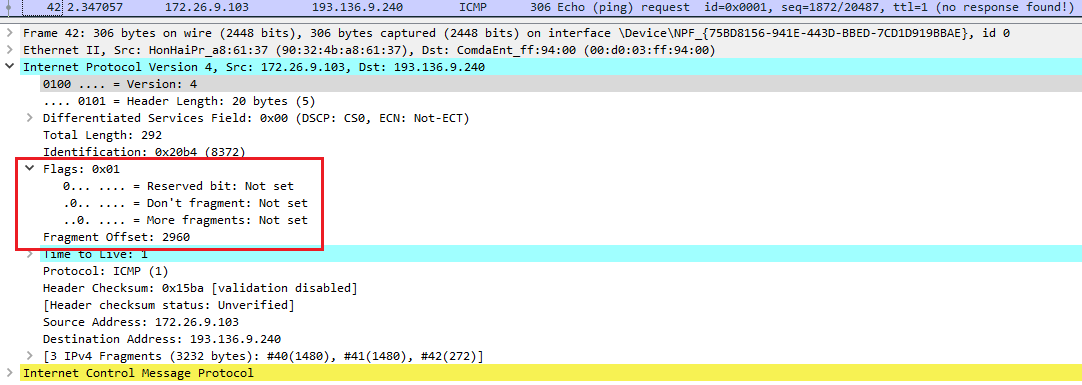 42 2.347057 172.26.9.103 193.136.9.240 ICMP 306 Echo (ping) request id=0x0001, seq=1872/20487, ttl=1 (no response found!)
Frame 42: 306 bytes on wire (2448 bits), 306 bytes captured (2448 bits) on interface \Device\NPF_{75BD8156-941E-443D-BBED-7CD1D919BBAE}, id 0
Ethernet II, Src: HonHaiPr_a8:61:37 (90:32:4b:a8:61:37), Dst: ComdaEnt_ff:94:00 (00:d0:03:ff:94:00)
Internet Protocol Version 4, Src: 172.26.9.103, Dst: 193.136.9.240
0100 .... = Version: 4
.... 0101 = Header Length: 20 bytes (5)
Differentiated Services Field: 0x00 (DSCP: CS0, ECN: Not-ECT)
Total Length: 292
Identification: 0x20b4 (8372)
Flags: 0x01
0... .... = Reserved bit: Not set
.0.. .... = Don't fragment: Not set
..0. .... = More fragments: Not set
Fragment Offset: 2960
Time to Live: 1
Protocol: ICMP (1)
Header Checksum: 0x15ba [validation disabled]
[Header checksum status: Unverified]
Source Address: 172.26.9.103
Destination Address: 193.136.9.240
[3 IPv4 Fragments (3232 bytes): #40(1480), #41(1480), #42(272)]
Internet Control Message Protocol